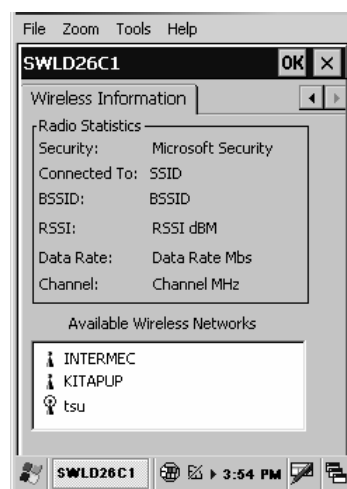 File Zoom Tools Help
SWLD26C1 OK ×
Wireless Information
Radio Statistics
Security: Microsoft Security
Connected To: SSID
BSSID: BSSID
RSSI: RSSI dBM
Data Rate: Data Rate Mbs
Channel: Channel MHz
Available Wireless Networks
INTERMEC
KITAPUP
tsu
SWLD26C1 3:54 PM